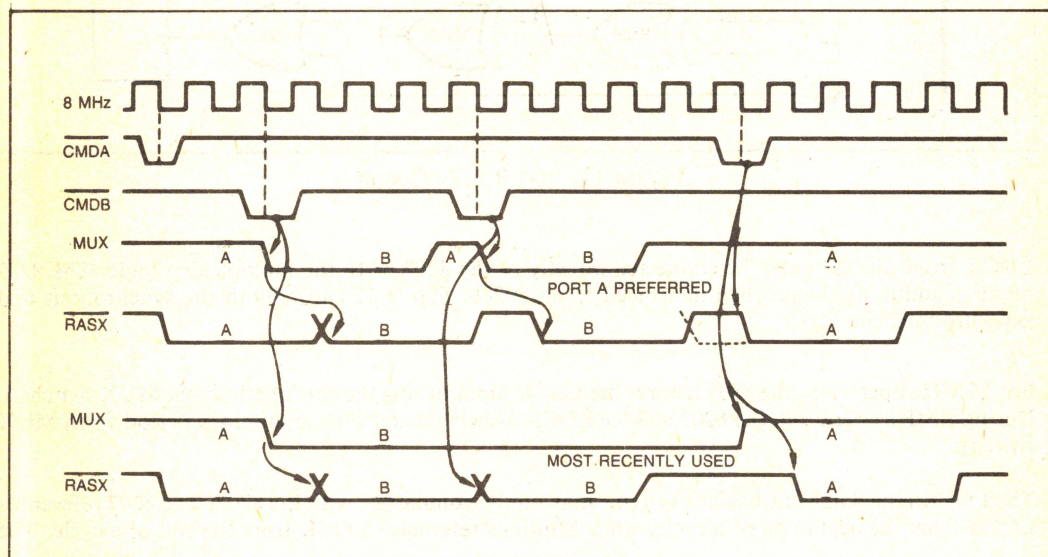 8 MHz
CMDA
CMDB
MUX A B A B A
PORT A PREFERRED
RASX A B B A
MUX A B A
MOST RECENTLY USED
RASX A B B A